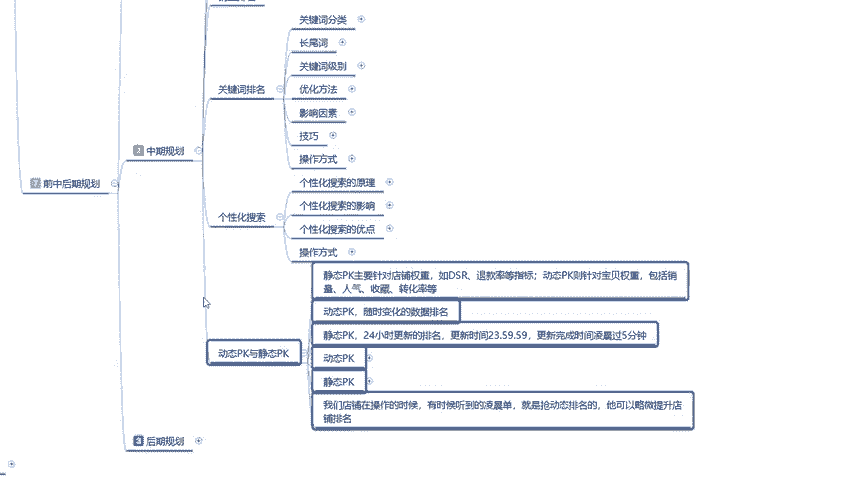 关键词分类
长尾词
关键词级别
关键词排名
优化方法
影响因素
技巧
中期规划
操作方式
前中后期规划
个性化搜索的原理
个性化搜索的影响
个性化搜索
个性化搜索的优点
操作方式
静态PK主要针对店铺权重，如DSR、退款率等指标；动态PK则针对宝贝权重，包括销
量、人气、收藏、转化率等
动态PK，随时变化的数据排名
静态PK，24小时更新的排名，更新时间23.59.59，更新完成时间凌晨过5分钟
动态PK与静态PK
动态PK
静态PK
我们店铺在操作的时候，有时候听到的凌晨单，就是抢动态排名的，他可以略微提升店
铺排名
4 后期规划